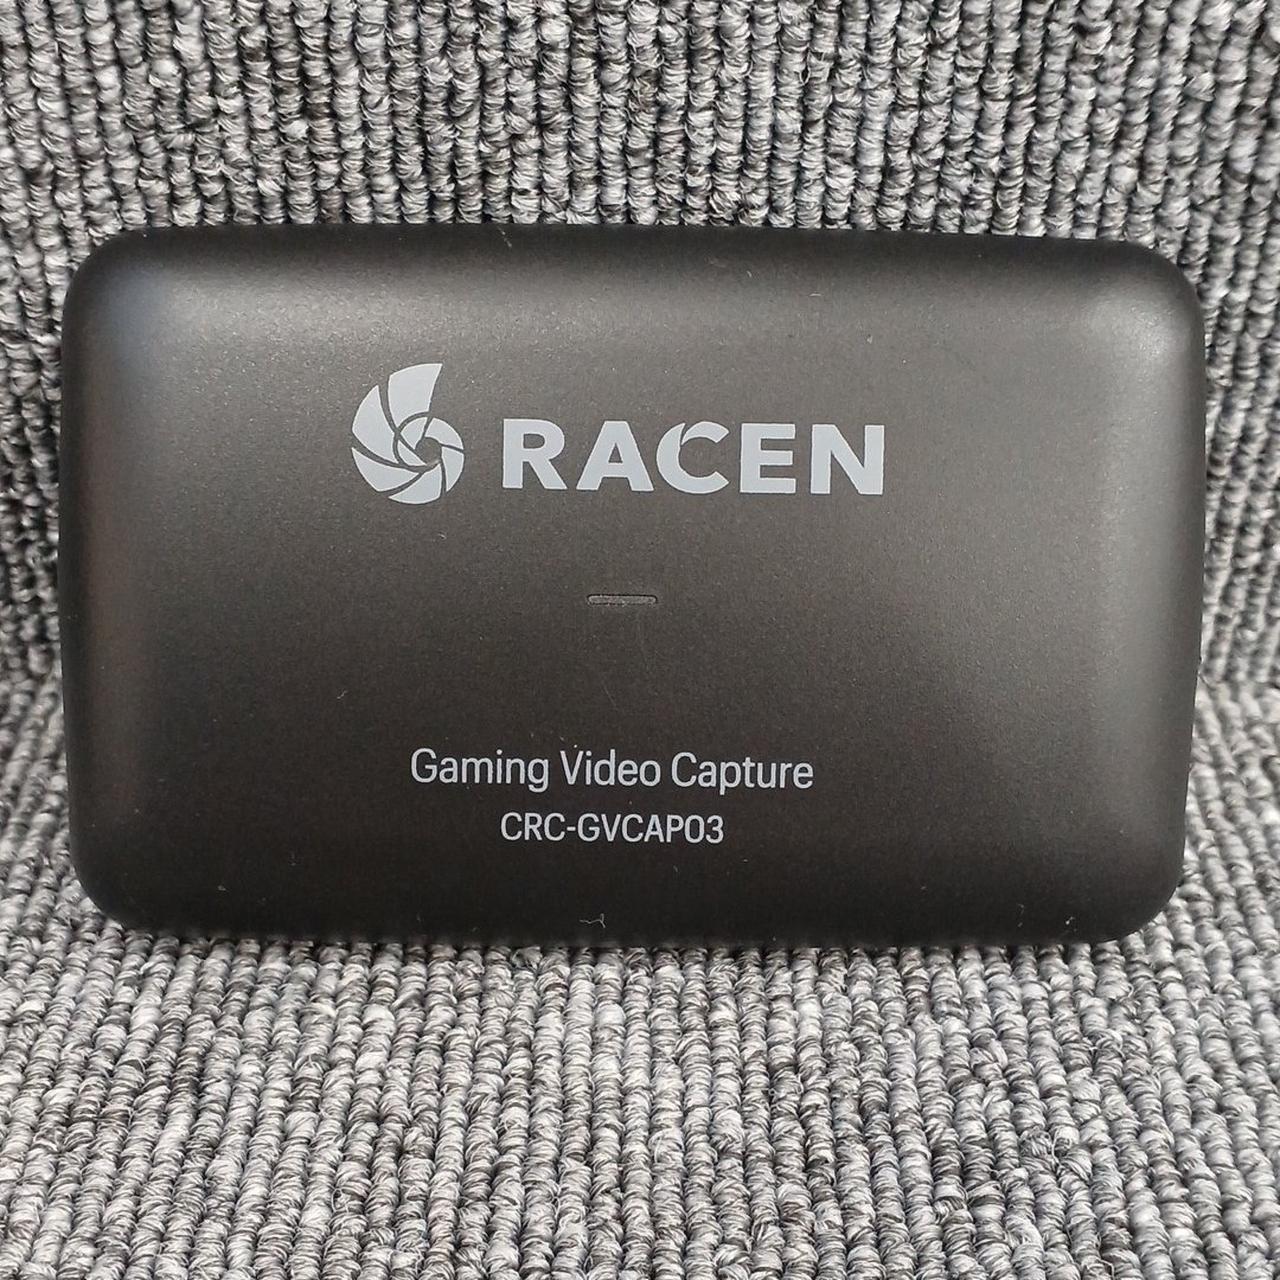 RACEN
Gaming Video Capture
CRC-GVCAP03